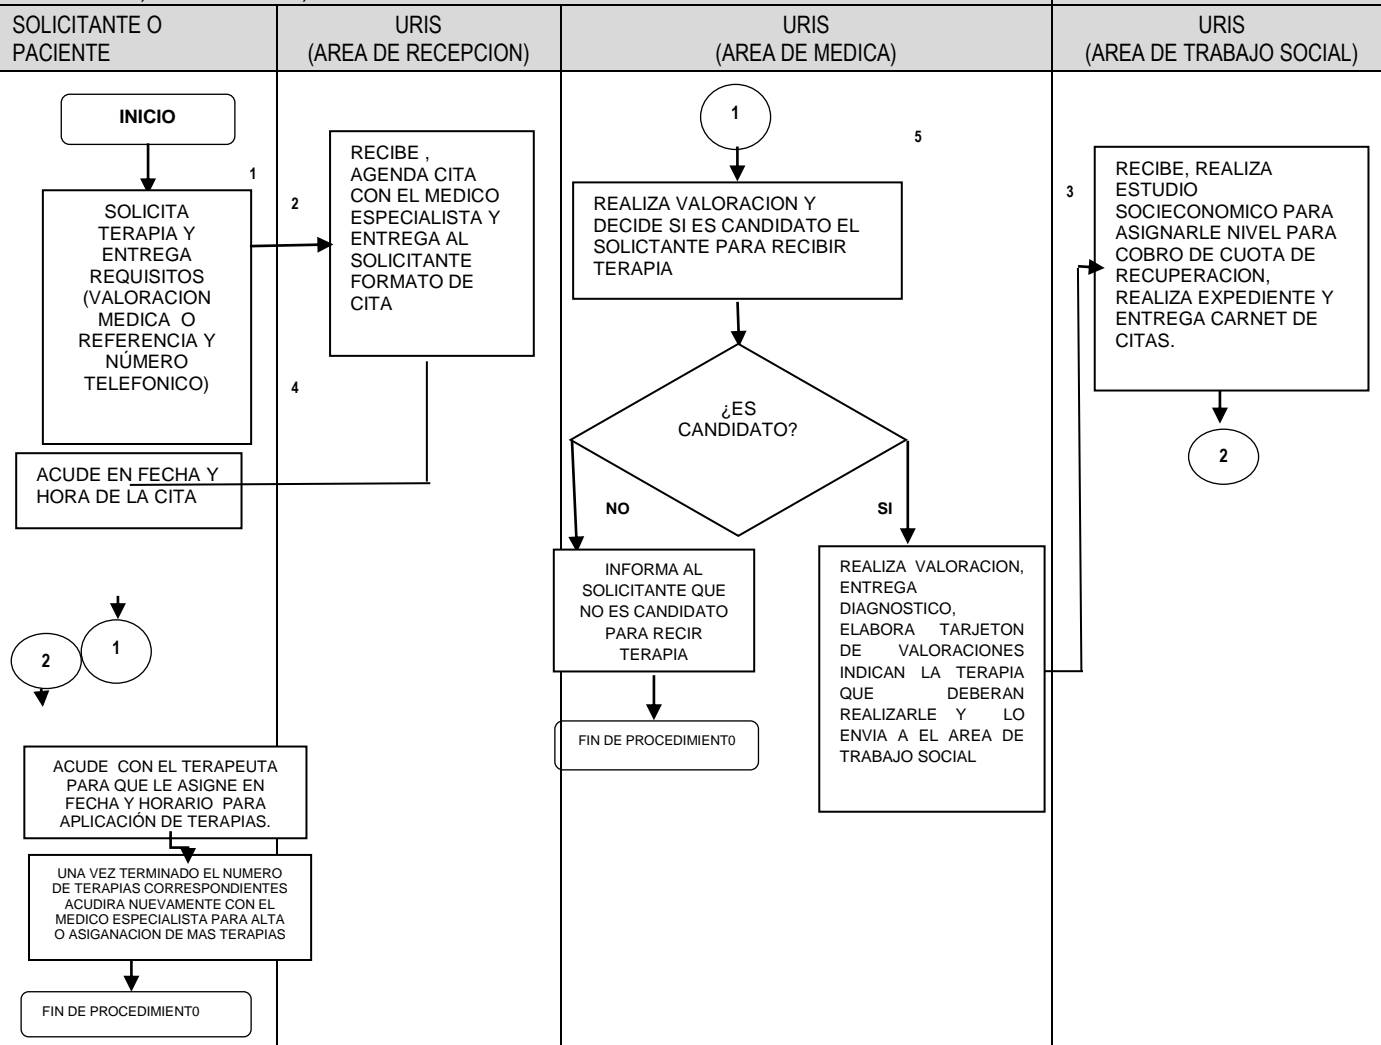 SOLICITANTE O
PACIENTE
URIS
(AREA DE RECEPCION)
URIS
(AREA DE MEDICA)
URIS
(AREA DE TRABAJO SOCIAL)
INICIO
1
SOLICITA
TERAPIA Y
ENTREGA
REQUISITOS
(VALORACION
MEDICA O
REFERENCIA Y
NÚMERO
TELEFONICO)
ACUDE EN FECHA Y
HORA DE LA CITA
2
1
ACUDE CON EL TERAPEUTA
PARA QUE LE ASIGNE EN
FECHA Y HORARIO PARA
APLICACIÓN DE TERAPIAS.
UNA VEZ TERMINADO EL NUMERO
DE TERAPIAS CORRESPONDIENTES
ACUDIRA NUEVAMENTE CON EL
MEDICO ESPECIALISTA PARA ALTA
O ASIGANACION DE MAS TERAPIAS
FIN DE PROCEDIMIENT0
2
RECIBE ,
AGENDA CITA
CON EL MEDICO
ESPECIALISTA Y
ENTREGA AL
SOLICITANTE
FORMATO DE
CITA
4
1
5
REALIZA VALORACION Y
DECIDE SI ES CANDIDATO EL
SOLICTANTE PARA RECIBIR
TERAPIA
¿ES
CANDIDATO?
NO
SI
INFORMA AL
SOLICITANTE QUE
NO ES CANDIDATO
PARA RECIR
TERAPIA
FIN DE PROCEDIMIENT0
REALIZA VALORACION,
ENTREGA
DIAGNOSTICO,
ELABORA TARJETON
DE VALORACIONES
INDICAN LA TERAPIA
QUE DEBERAN
REALIZARLE Y LO
ENVIA A EL AREA DE
TRABAJO SOCIAL
3
RECIBE, REALIZA
ESTUDIO
SOCIECONOMICO PARA
ASIGNARLE NIVEL PARA
COBRO DE CUOTA DE
RECUPERACION,
REALIZA EXPEDIENTE Y
ENTREGA CARNET DE
CITAS.
2